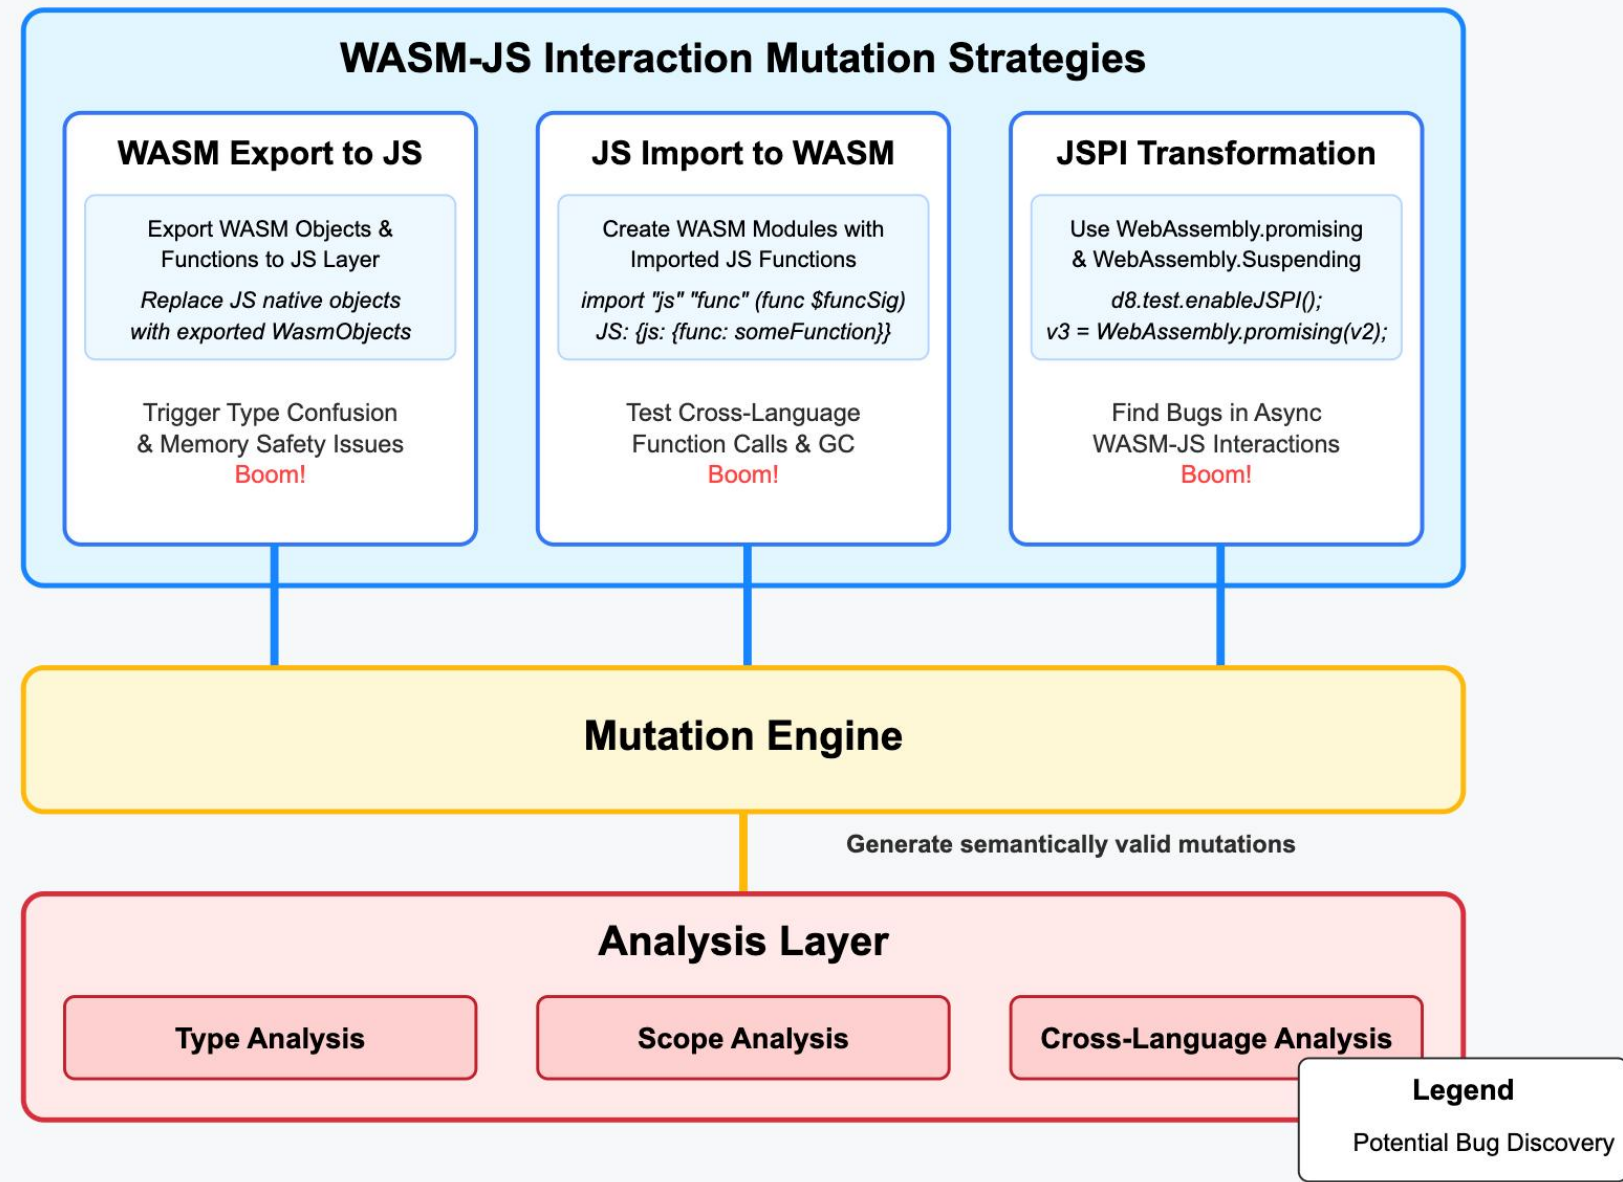 WASM-JS Interaction Mutation Strategies
WASM Export to JS
Export WASM Objects &
Functions to JS Layer
Replace JS native objects
with exported WasmObjects
Trigger Type Confusion
& Memory Safety Issues
Boom!
JS Import to WASM
Create WASM Modules with
Imported JS Functions
import "js" "func" (func $funcSig)
JS: {js: {func: someFunction}}
Test Cross-Language
Function Calls & GC
Boom!
JSPI Transformation
Use WebAssembly.promising
& WebAssembly.Suspending
d8.test.enableJSPI();
v3 = WebAssembly.promising(v2);
Find Bugs in Async
WASM-JS Interactions
Boom!
Mutation Engine
Generate semantically valid mutations
Analysis Layer
Type Analysis
Scope Analysis
Cross-Language Analysis
Legend
Potential Bug Discovery